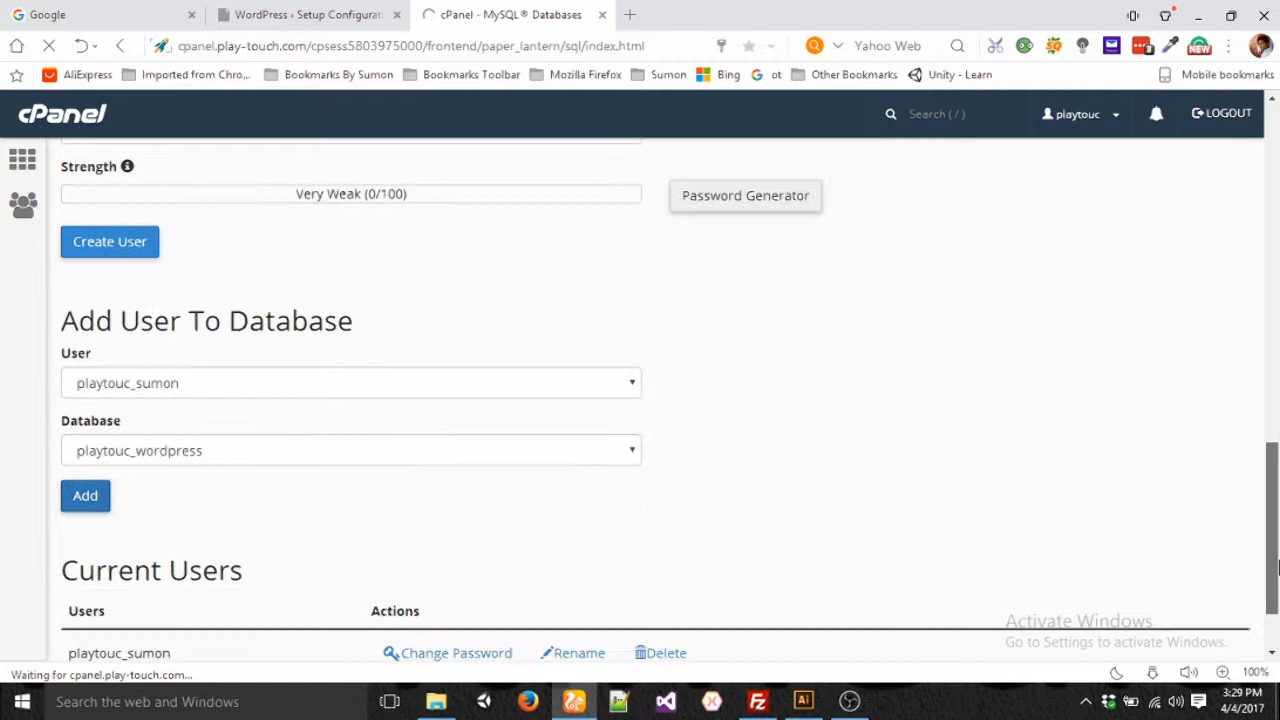 Google
WordPress › Setup Configurat
cPanel - MySQL® Databases
cpanel.play-touch.com/cpsess5803975000/frontend/paper_lantern/sql/index.html
Yahoo Web
AliExpress
Imported from Chro...
Bookmarks By Sumon
Bookmarks Toolbar
Mozilla Firefox
Sumon
Bing
ot
Other Bookmarks
Unity - Learn
Mobile bookmarks
cPanel
Search ( / )
playtouc
LOGOUT
Strength
Very Weak (0/100)
Password Generator
Create User
Add User To Database
User
playtouc_sumon
Database
playtouc_wordpress
Add
Current Users
Users Actions
playtouc_sumon Change Password Rename Delete
Activate Windows
Go to Settings to activate Windows.
Waiting for cpanel.play-touch.com...
100%
Search the web and Windows
3:29 PM
4/4/2017